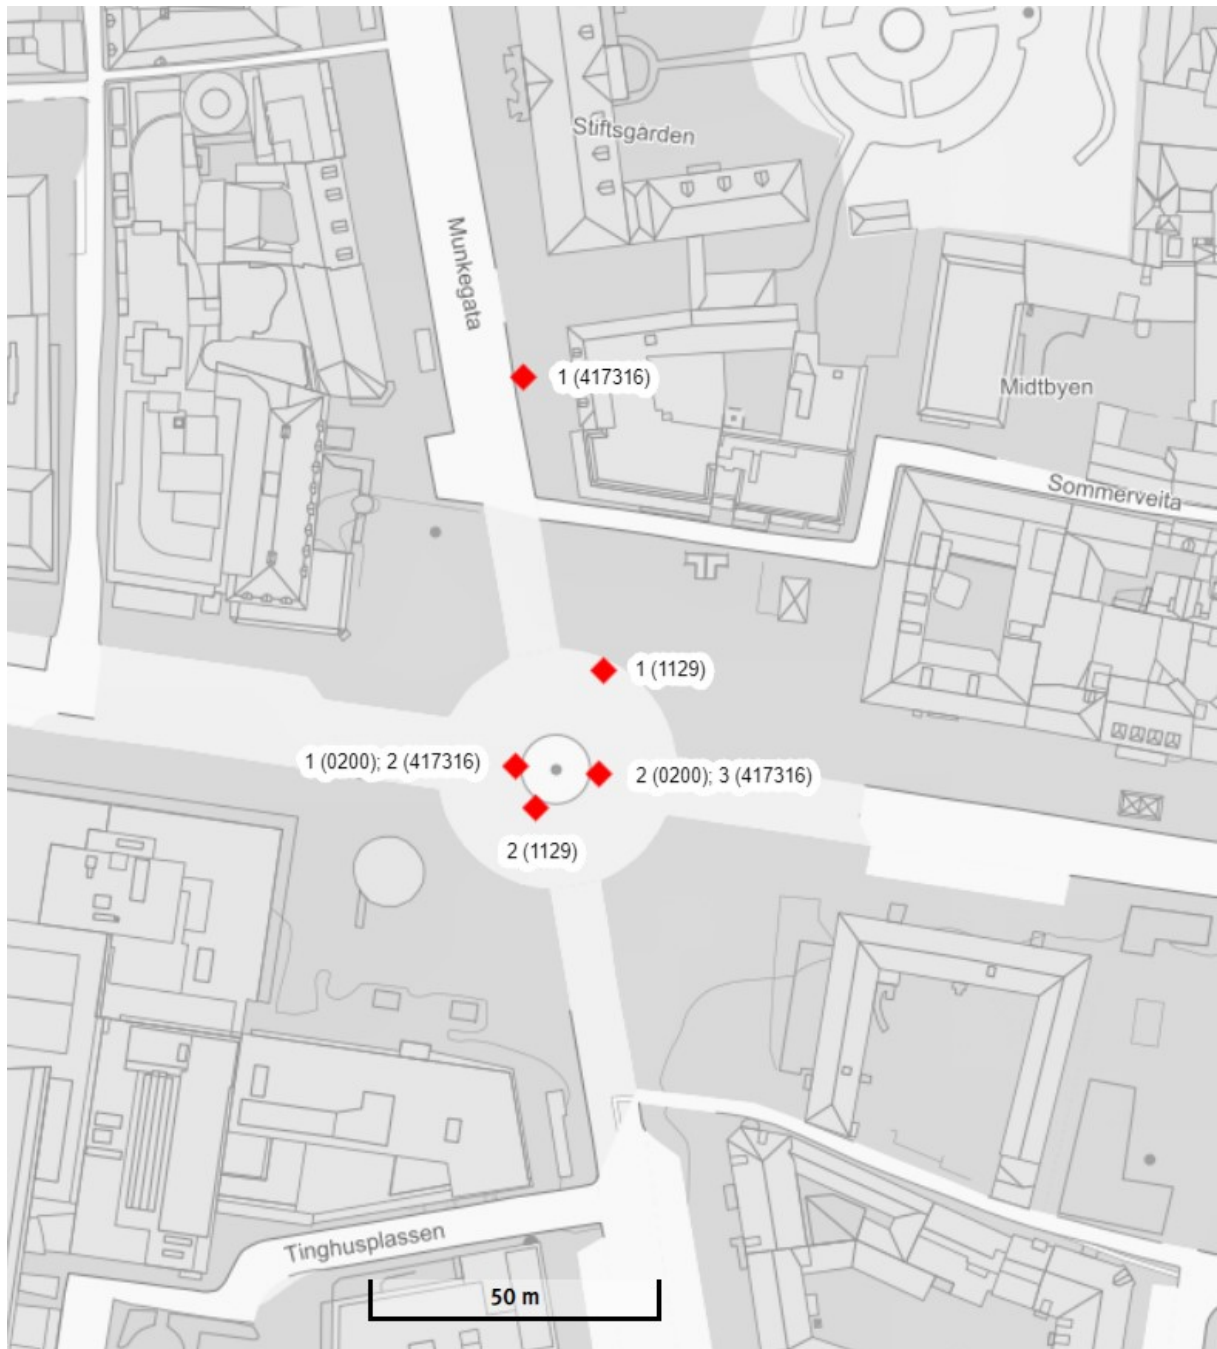 Stiftsgården
Munkegata
1 (417316)
Midtbyen
Sommerveita
1 (1129)
1 (0200); 2 (417316)
2 (0200); 3 (417316)
2 (1129)
Tinghusplassen
50 m